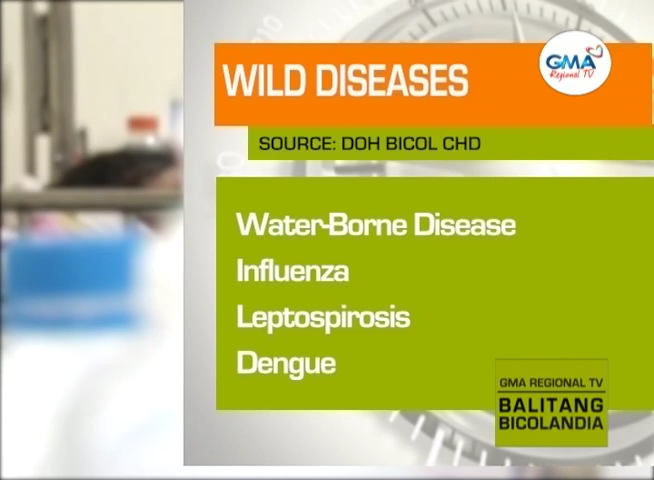 WILD DISEASES
GMA
Regional TV
SOURCE: DOH BICOL CHD
Water-Borne Disease
Influenza
Leptospirosis
Dengue
GMA REGIONAL TV
BALITANG
BICOLANDIA